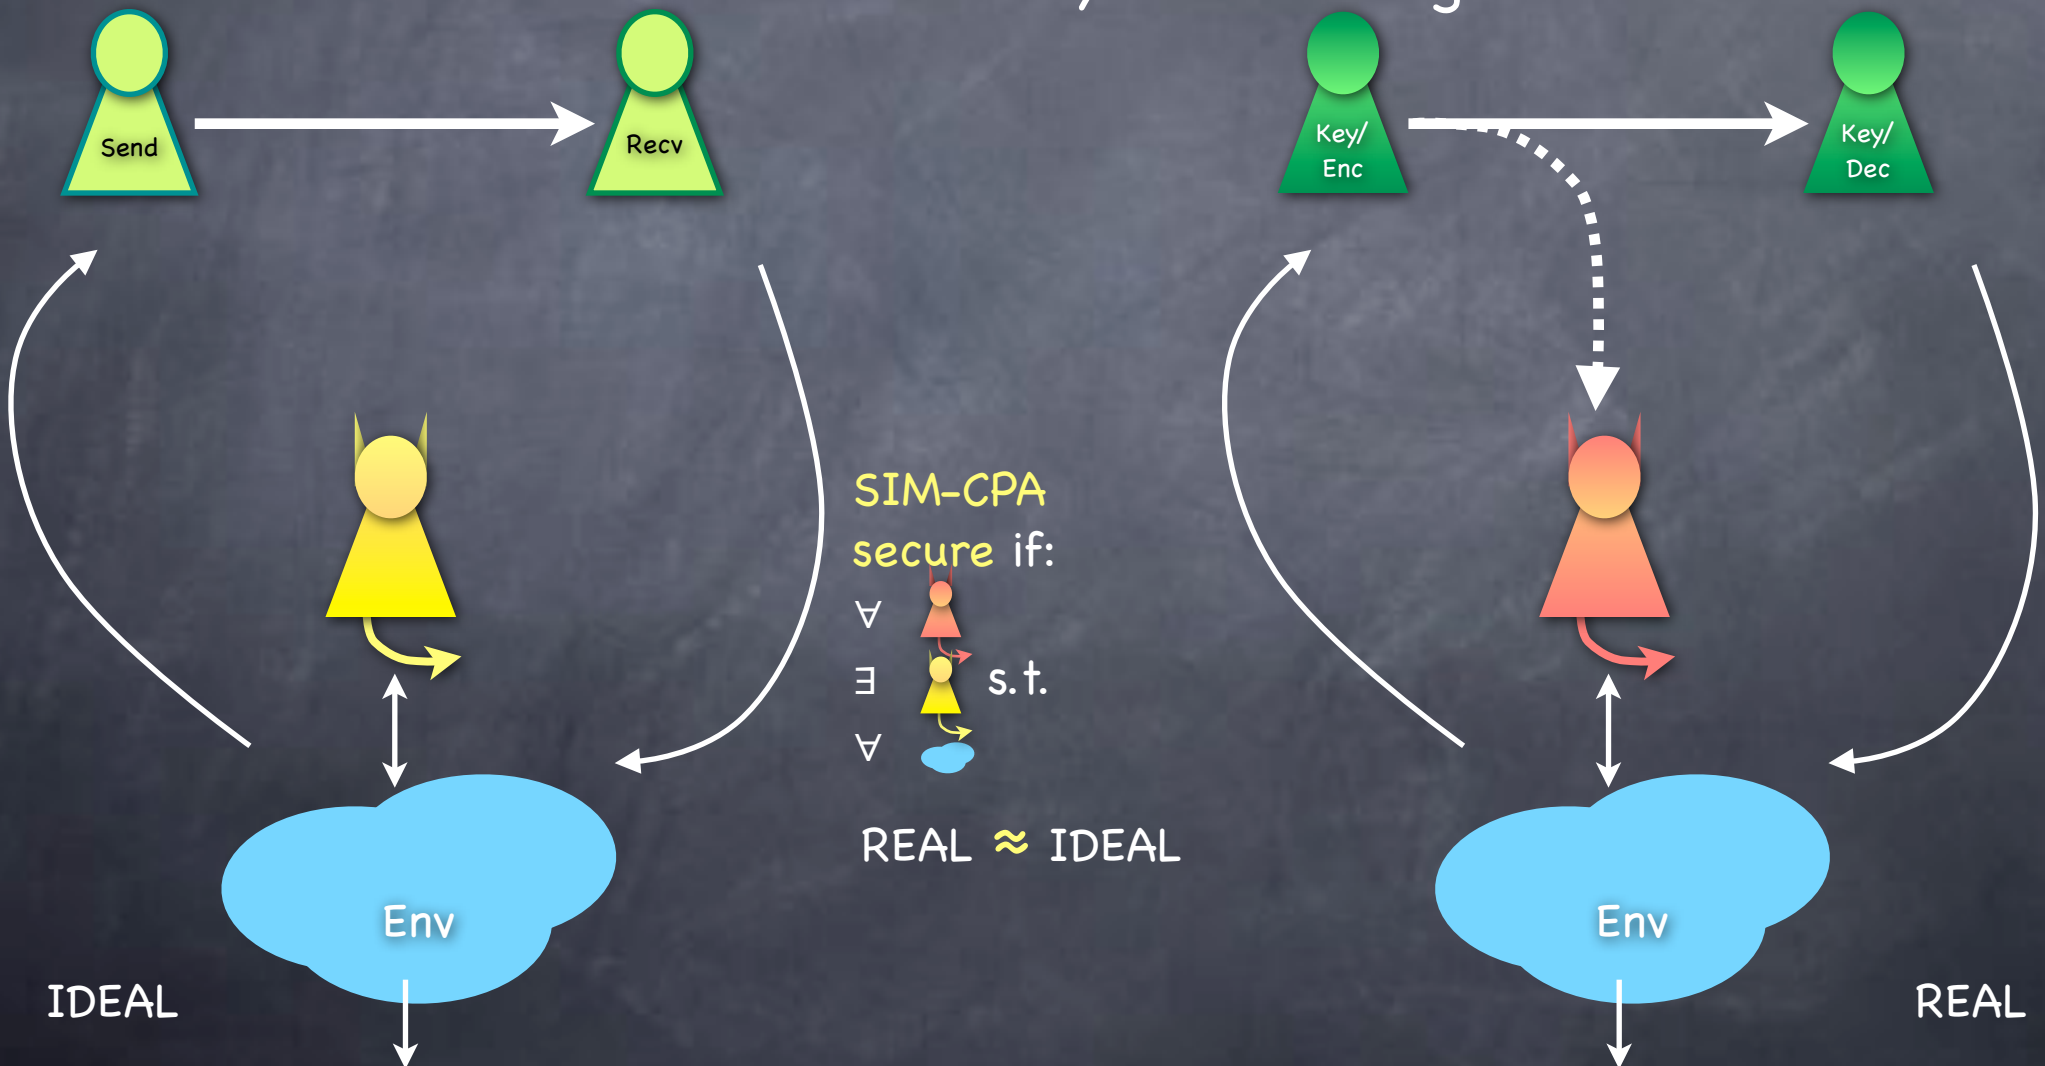 Send
Recv
Key/
Enc
Key/
Dec
SIM-CPA
secure if:
∀
∃ s.t.
∀
REAL ≈ IDEAL
Env
Env
IDEAL
REAL